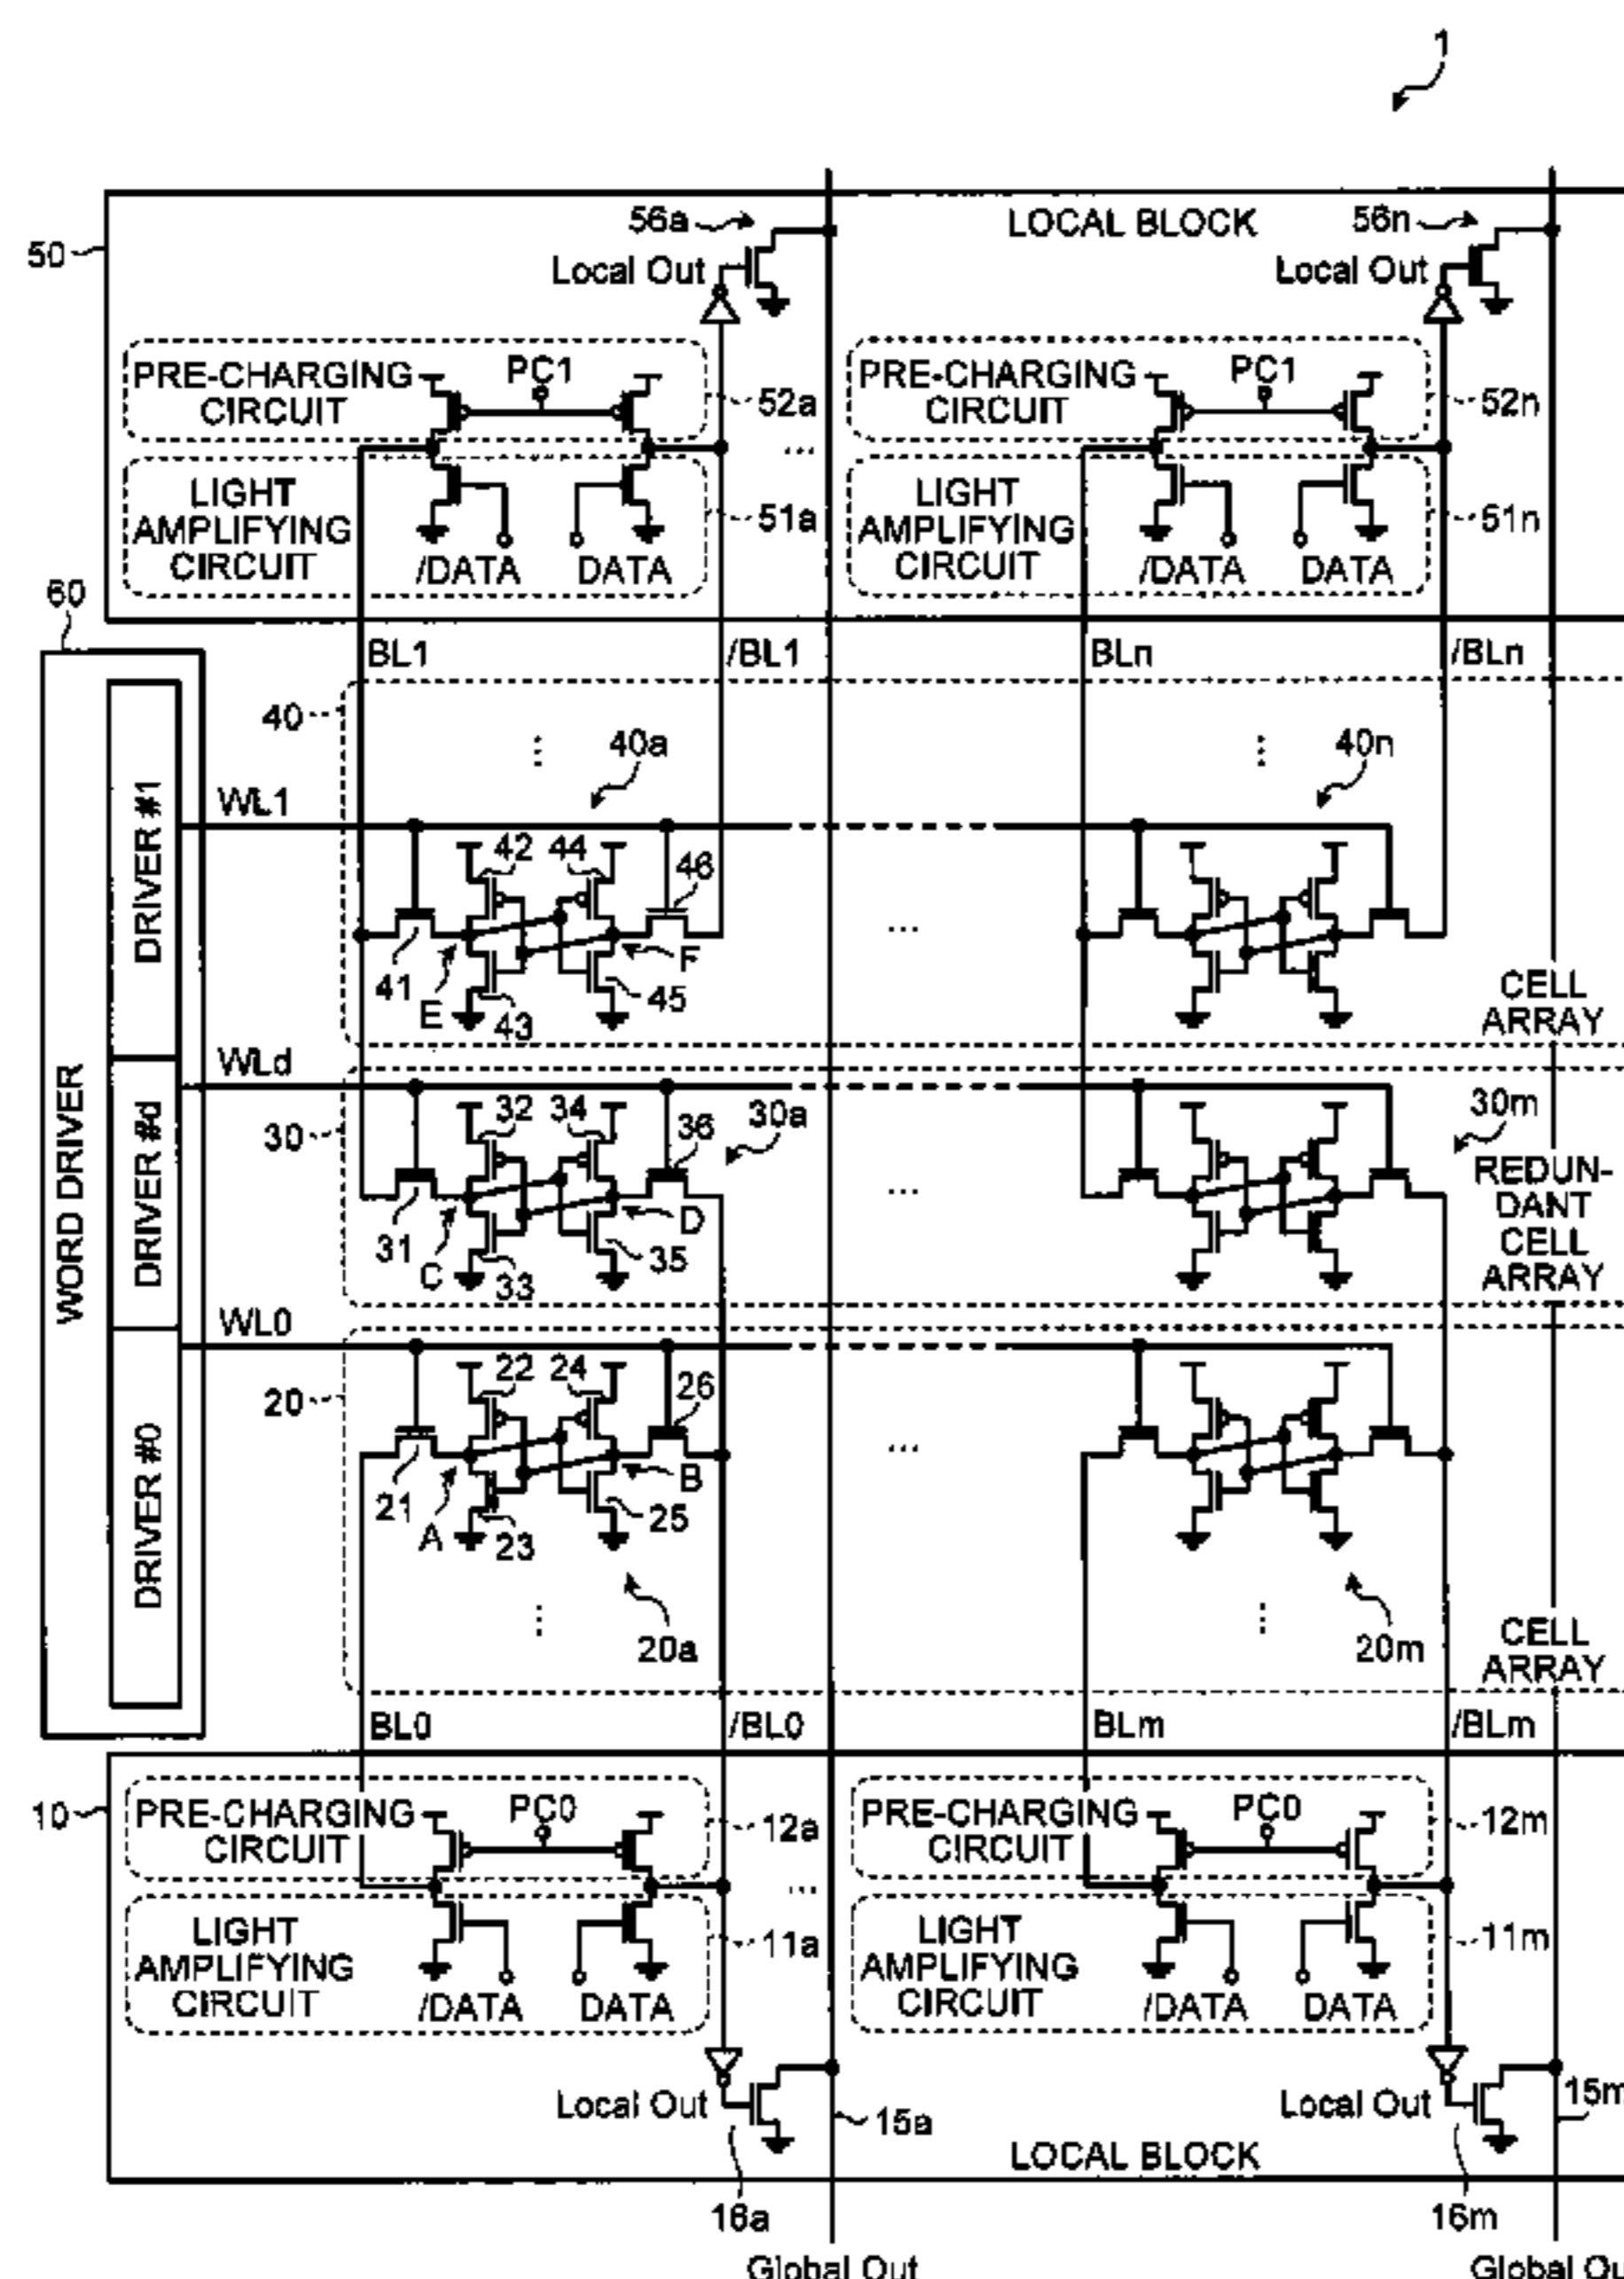 1
56a
LOCAL BLOCK
56n
50
Local Out
Local Out
PRE-CHARGING
CIRCUIT
PC1
52a
PRE-CHARGING
CIRCUIT
PC1
52n
...
LIGHT
AMPLIFYING
CIRCUIT
51a
/DATA
DATA
LIGHT
AMPLIFYING
CIRCUIT
51n
/DATA
DATA
60
BL1
/BL1
BLn
/BLn
40
...
40a
...
40n
WORD DRIVER
DRIVER #1
WL1
42
44
46
...
41
E
43
45
F
CELL
ARRAY
DRIVER #d
WLd
30
32
34
36
30a
30m
...
31
C
33
35
D
REDUN-
DANT
CELL
ARRAY
DRIVER #0
WL0
20
22
24
26
...
21
A
23
25
B
...
20a
...
20m
CELL
ARRAY
BL0
/BL0
BLm
/BLm
10
PRE-CHARGING
CIRCUIT
PC0
12a
PRE-CHARGING
CIRCUIT
PC0
12m
...
LIGHT
AMPLIFYING
CIRCUIT
11a
/DATA
DATA
LIGHT
AMPLIFYING
CIRCUIT
11m
/DATA
DATA
Local Out
15a
Local Out
15m
LOCAL BLOCK
16a
16m
Global Out
Global Ou